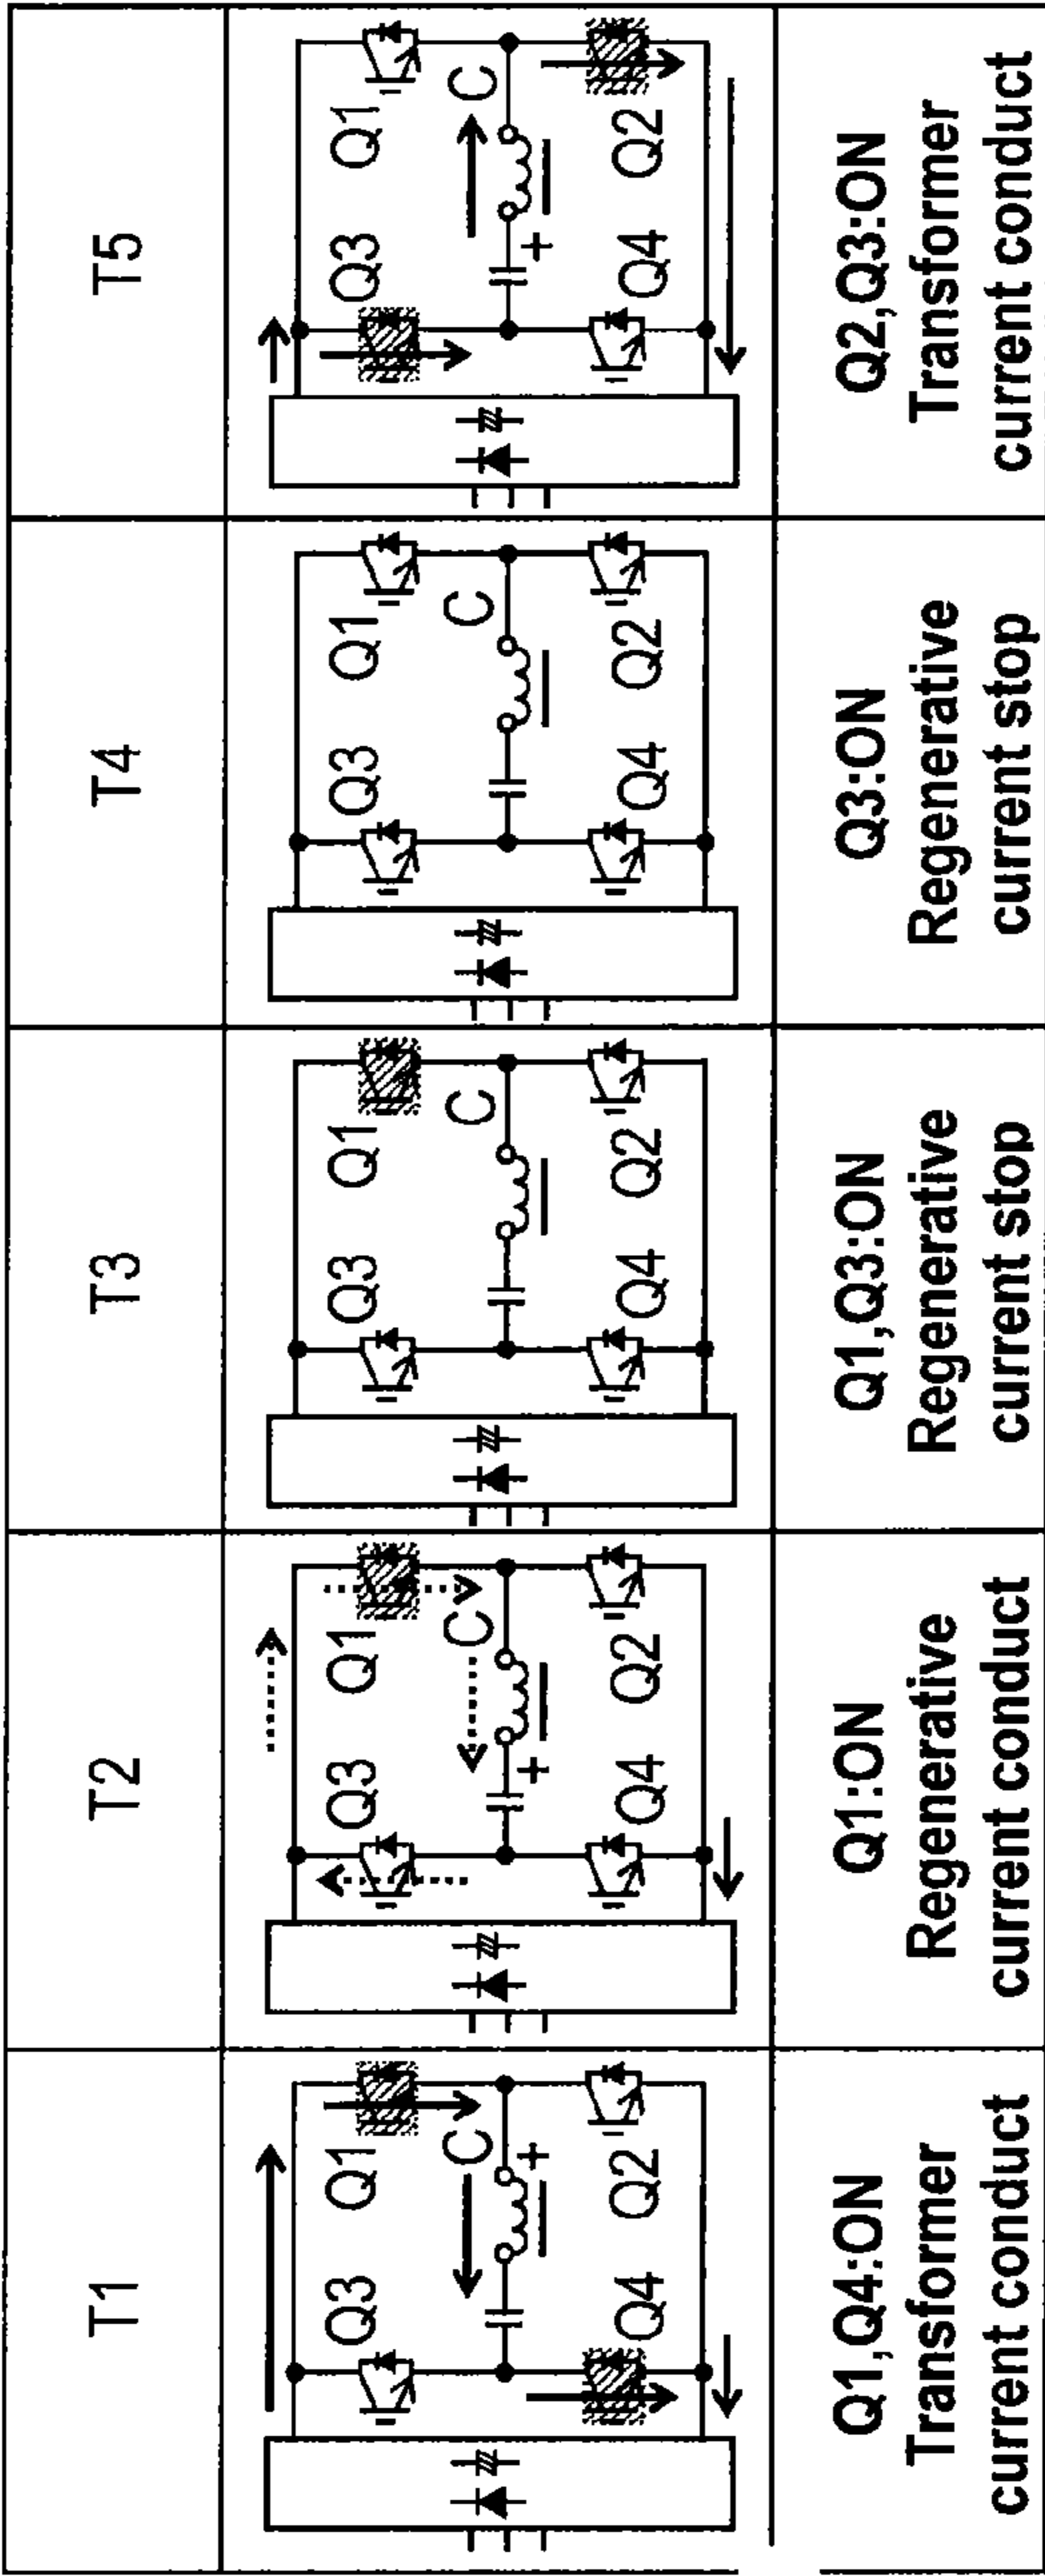 T1
Q3
Q1
C
+
Q4
Q2
Q1,Q4:ON
Transformer
current conduct
T2
Q3
Q1
C
+
Q4
Q2
Q1:ON
Regenerative
current conduct
T3
Q3
Q1
C
Q4
Q2
Q1,Q3:ON
Regenerative
current stop
T4
Q3
Q1
C
Q4
Q2
Q3:ON
Regenerative
current stop
T5
Q3
Q1
C
+
Q4
Q2
Q2,Q3:ON
Transformer
current conduct